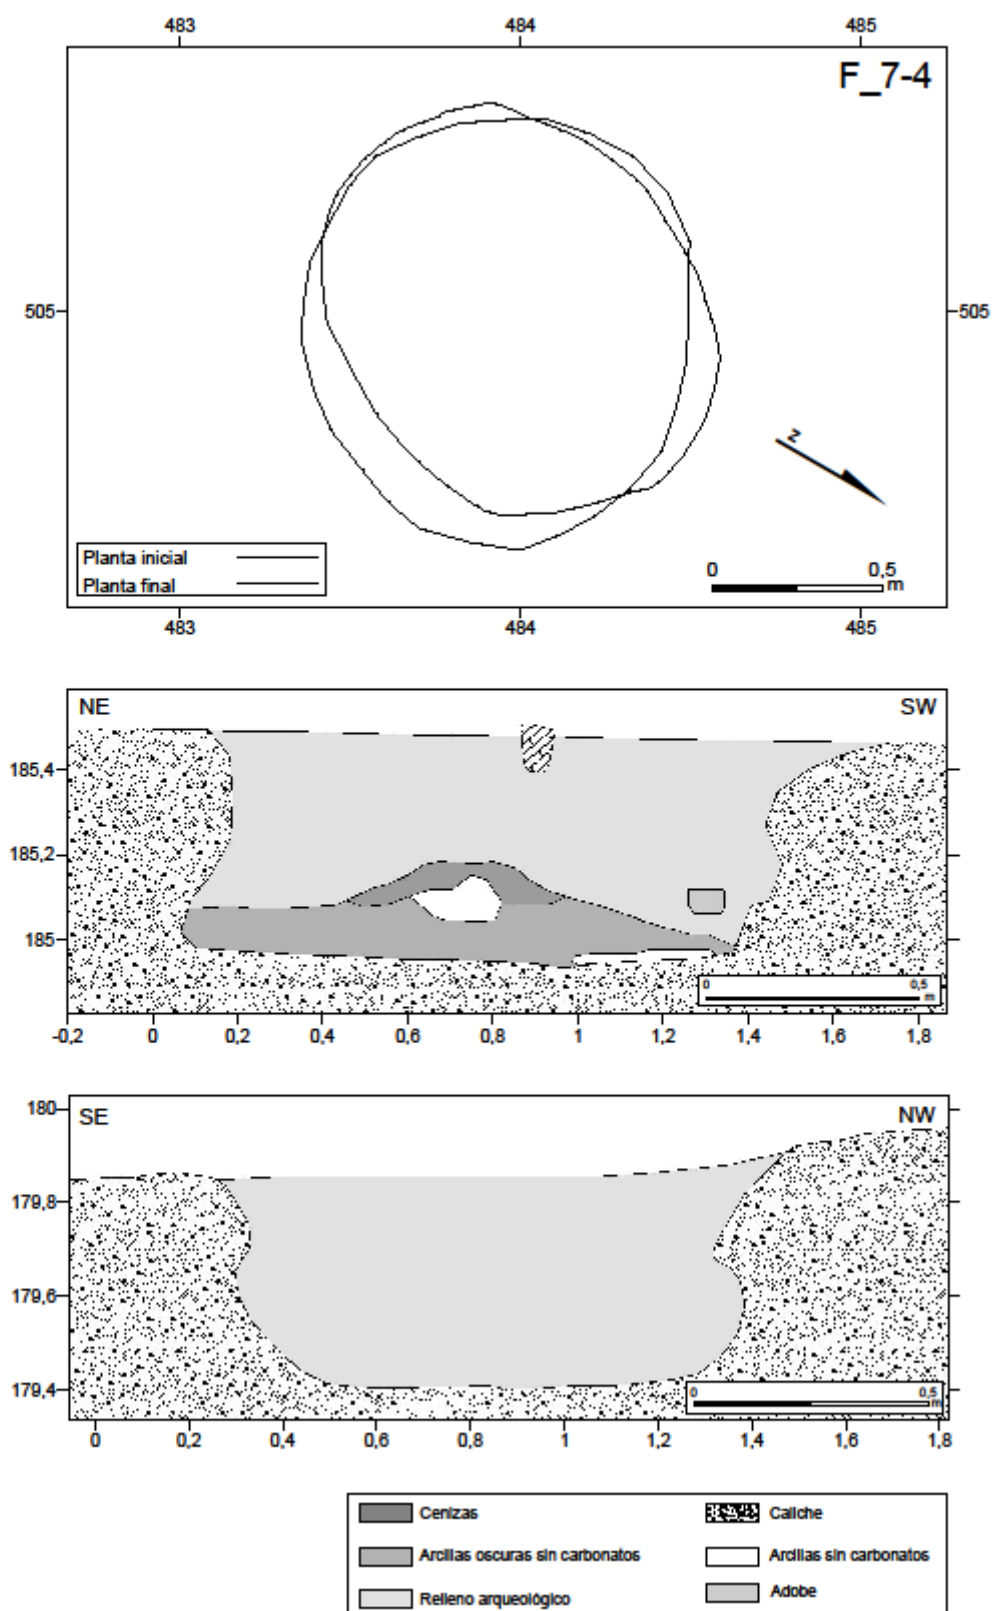 483 484 485
F_7-4
505 505
z
Planta inicial
Planta final
0 0,5
m
483 484 485
NE SW
185,4
185,2
185
0 0,5
m
-0,2 0 0,2 0,4 0,6 0,8 1 1,2 1,4 1,6 1,8
180
SE NW
179,8
179,6
179,4
0 0,5
m
0 0,2 0,4 0,6 0,8 1 1,2 1,4 1,6 1,8
Cenizas Caliche
Arcillas oscuras sin carbonatos Arcillas sin carbonatos
Relleno arqueológico Adobe